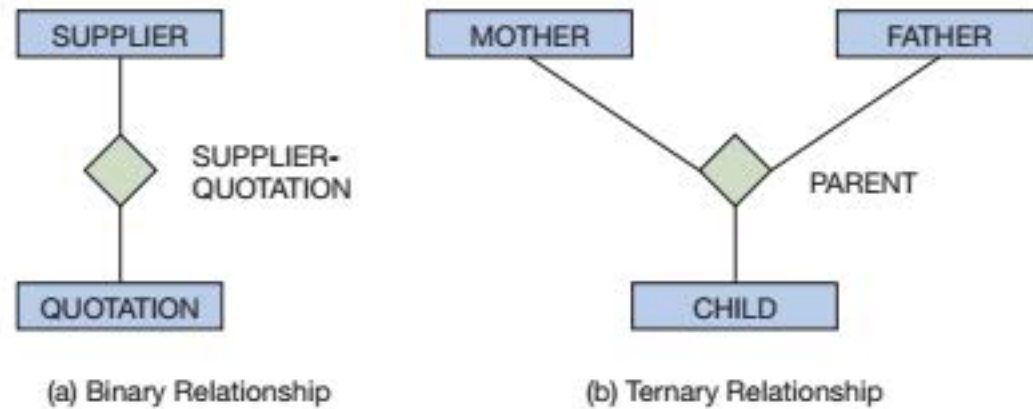 SUPPLIER
SUPPLIER-
QUOTATION
QUOTATION
(a) Binary Relationship
MOTHER
FATHER
PARENT
CHILD
(b) Ternary Relationship